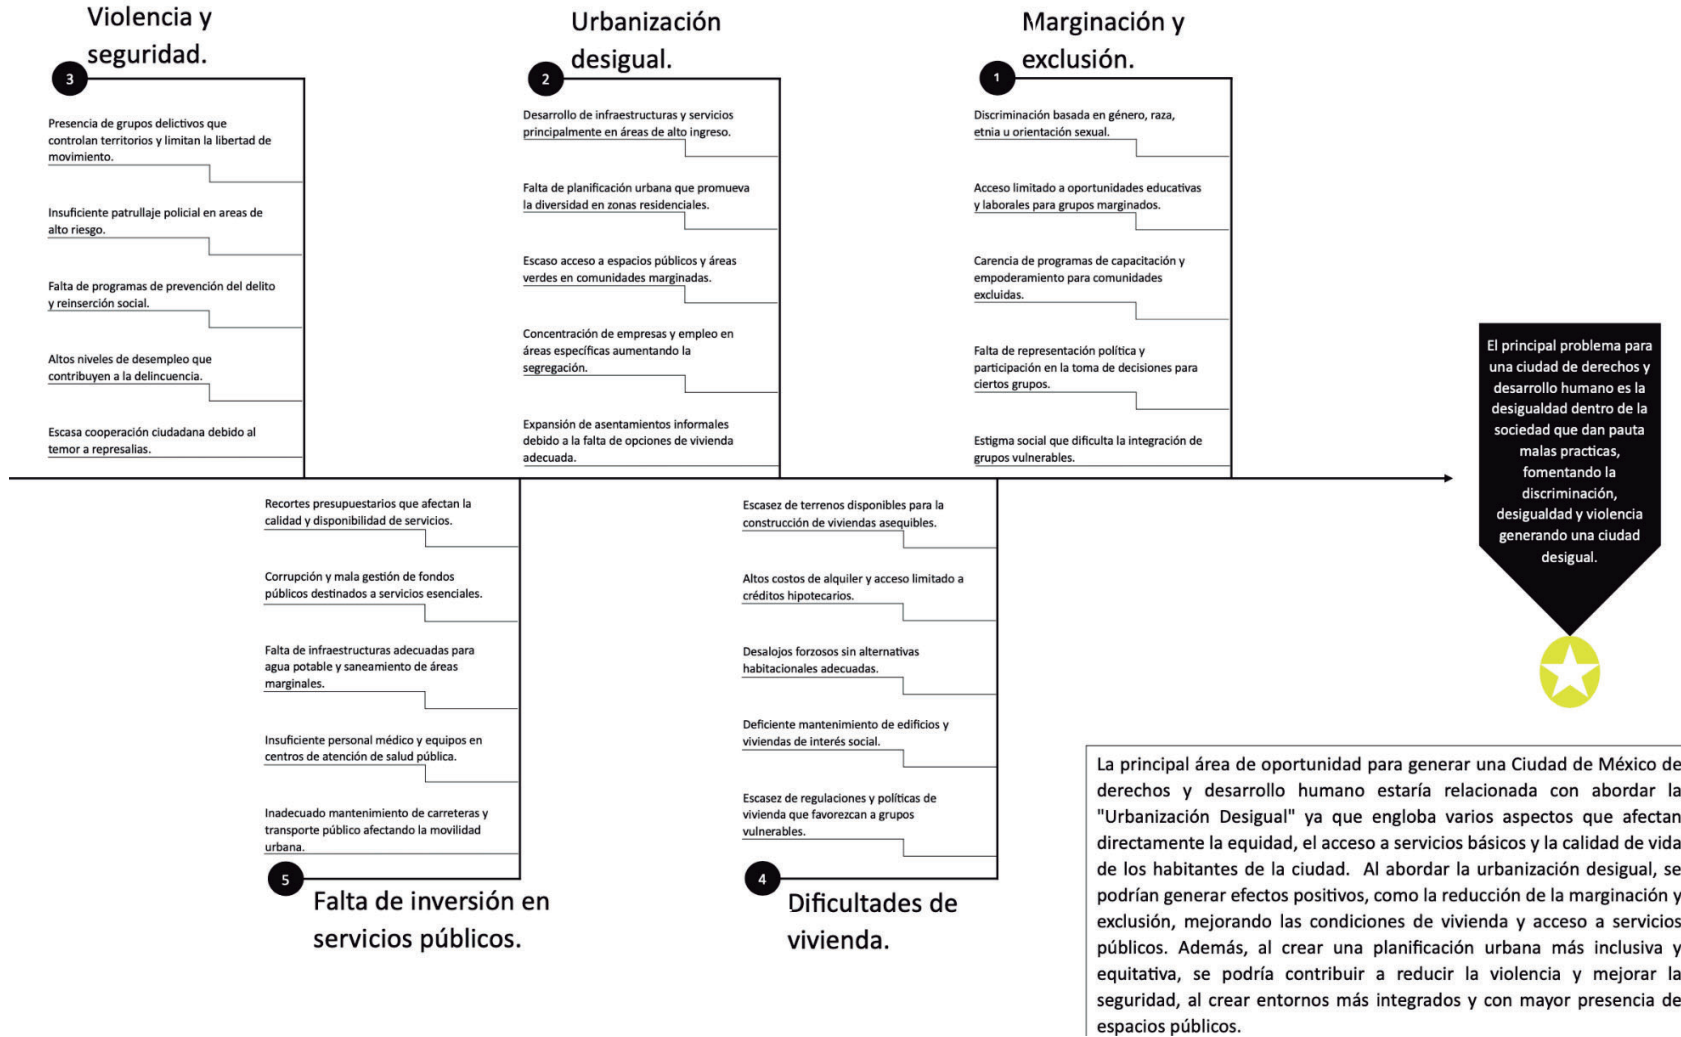 Violencia y
seguridad.
3
Presencia de grupos delictivos que
controlan territorios y limitan la libertad de
movimiento.
Insuficiente patrullaje policial en areas de
alto riesgo.
Falta de programas de prevención del delito
y reinserción social.
Altos niveles de desempleo que
contribuyen a la delincuencia.
Escasa cooperación ciudadana debido al
temor a represalias.
Urbanización
desigual.
2
Desarrollo de infraestructuras y servicios
principalmente en áreas de alto ingreso.
Falta de planificación urbana que promueva
la diversidad en zonas residenciales.
Escaso acceso a espacios públicos y áreas
verdes en comunidades marginadas.
Concentración de empresas y empleo en
áreas específicas aumentando la
segregación.
Expansión de asentamientos informales
debido a la falta de opciones de vivienda
adecuada.
Marginación y
exclusión.
1
Discriminación basada en género, raza,
etnia u orientación sexual.
Acceso limitado a oportunidades educativas
y laborales para grupos marginados.
Carencia de programas de capacitación y
empoderamiento para comunidades
excluidas.
Falta de representación política y
participación en la toma de decisiones para
ciertos grupos.
Estigma social que dificulta la integración de
grupos vulnerables.
El principal problema para
una ciudad de derechos y
desarrollo humano es la
desigualdad dentro de la
sociedad que dan pauta
malas practicas,
fomentando la
discriminación,
desigualdad y violencia
generando una ciudad
desigual.
Recortes presupuestarios que afectan la
calidad y disponibilidad de servicios.
Corrupción y mala gestión de fondos
públicos destinados a servicios esenciales.
Falta de infraestructuras adecuadas para
agua potable y saneamiento de áreas
marginales.
Insuficiente personal médico y equipos en
centros de atención de salud pública.
Inadecuado mantenimiento de carreteras y
transporte público afectando la movilidad
urbana.
5
Falta de inversión en
servicios públicos.
Escasez de terrenos disponibles para la
construcción de viviendas asequibles.
Altos costos de alquiler y acceso limitado a
créditos hipotecarios.
Desalojos forzosos sin alternativas
habitacionales adecuadas.
Deficiente mantenimiento de edificios y
viviendas de interés social.
Escasez de regulaciones y políticas de
vivienda que favorezcan a grupos
vulnerables.
4
Dificultades de
vivienda.
La principal área de oportunidad para generar una Ciudad de México de
derechos y desarrollo humano estaría relacionada con abordar la
"Urbanización Desigual" ya que engloba varios aspectos que afectan
directamente la equidad, el acceso a servicios básicos y la calidad de vida
de los habitantes de la ciudad. Al abordar la urbanización desigual, se
podrían generar efectos positivos, como la reducción de la marginación y
exclusión, mejorando las condiciones de vivienda y acceso a servicios
públicos. Además, al crear una planificación urbana más inclusiva y
equitativa, se podría contribuir a reducir la violencia y mejorar la
seguridad, al crear entornos más integrados y con mayor presencia de
espacios públicos.